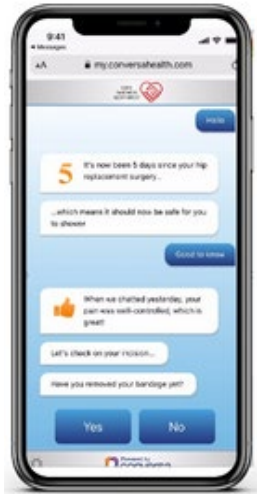 9:41
Messages
AA my.conversahealth.com
Hello
5 It's now been 5 days since your hip
replacement surgery...
...which means it should now be safe for you
to shower
Good to know
When we chatted yesterday, your
pain was well-controlled, which is
great!
Let's check on your incision...
Have you removed your bandage yet?
Yes No
Powered by
conversa